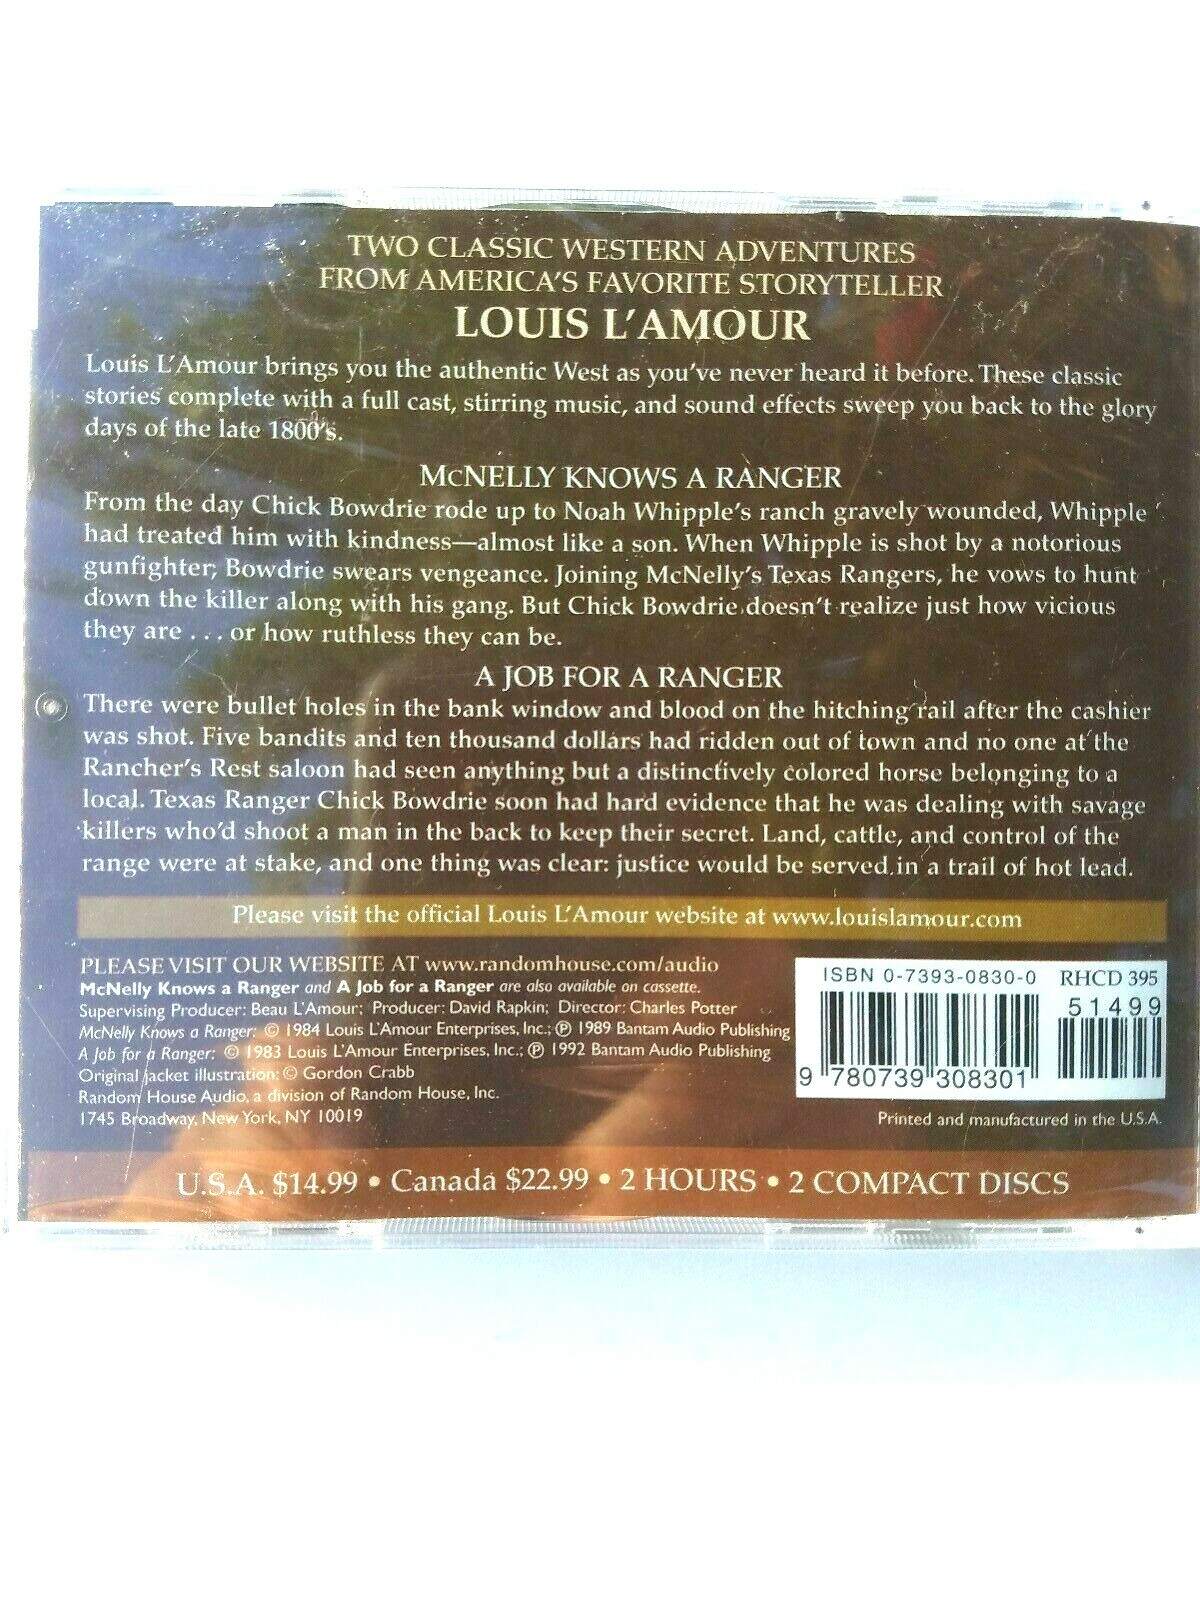 TWO CLASSIC WESTERN ADVENTURES
FROM AMERICA'S FAVORITE STORYTELLER
LOUIS L'AMOUR
Louis L'Amour brings you the authentic West as you've never heard it before. These classic
stories complete with a full cast, stirring music, and sound effects sweep you back to the glory
days of the late 1800's.
McNELLY KNOWS A RANGER
From the day Chick Bowdrie rode up to Noah Whipple's ranch gravely wounded, Whipple
had treated him with kindness—almost like a son. When Whipple is shot by a notorious
gunfighter, Bowdrie swears vengeance. Joining McNelly's Texas Rangers, he vows to hunt
down the killer along with his gang. But Chick Bowdrie doesn't realize just how vicious
they are . . . or how ruthless they can be.
A JOB FOR A RANGER
There were bullet holes in the bank window and blood on the hitching rail after the cashier
was shot. Five bandits and ten thousand dollars had ridden out of town and no one at the
Rancher's Rest saloon had seen anything but a distinctively colored horse belonging to a
local. Texas Ranger Chick Bowdrie soon had hard evidence that he was dealing with savage
killers who'd shoot a man in the back to keep their secret. Land, cattle, and control of the
range were at stake, and one thing was clear: justice would be served in a trail of hot lead.
Please visit the official Louis L'Amour website at www.louislamour.com
PLEASE VISIT OUR WEBSITE AT www.randomhouse.com/audio
McNelly Knows a Ranger and A Job for a Ranger are also available on cassette.
Supervising Producer: Beau L'Amour; Producer: David Rapkin; Director: Charles Potter
McNelly Knows a Ranger: © 1984 Louis L'Amour Enterprises, Inc.; ℗ 1989 Bantam Audio Publishing
A Job for a Ranger: © 1983 Louis L'Amour Enterprises, Inc.; ℗ 1992 Bantam Audio Publishing
Original jacket illustration: © Gordon Crabb
Random House Audio, a division of Random House, Inc.
1745 Broadway, New York, NY 10019
ISBN 0-7393-0830-0 RHCD 395
51499
9 780739 308301
Printed and manufactured in the U.S.A.
U.S.A. $14.99 • Canada $22.99 • 2 HOURS • 2 COMPACT DISCS